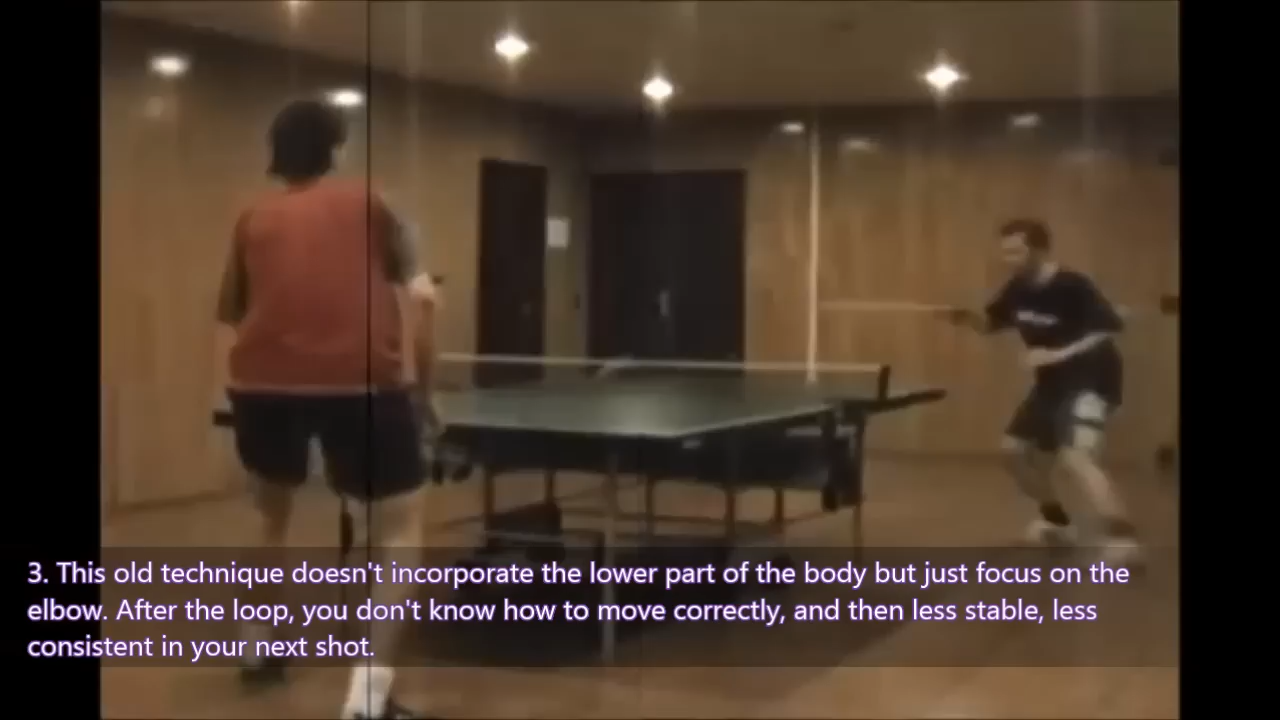 3. This old technique doesn't incorporate the lower part of the body but just focus on the
elbow. After the loop, you don't know how to move correctly, and then less stable, less
consistent in your next shot.